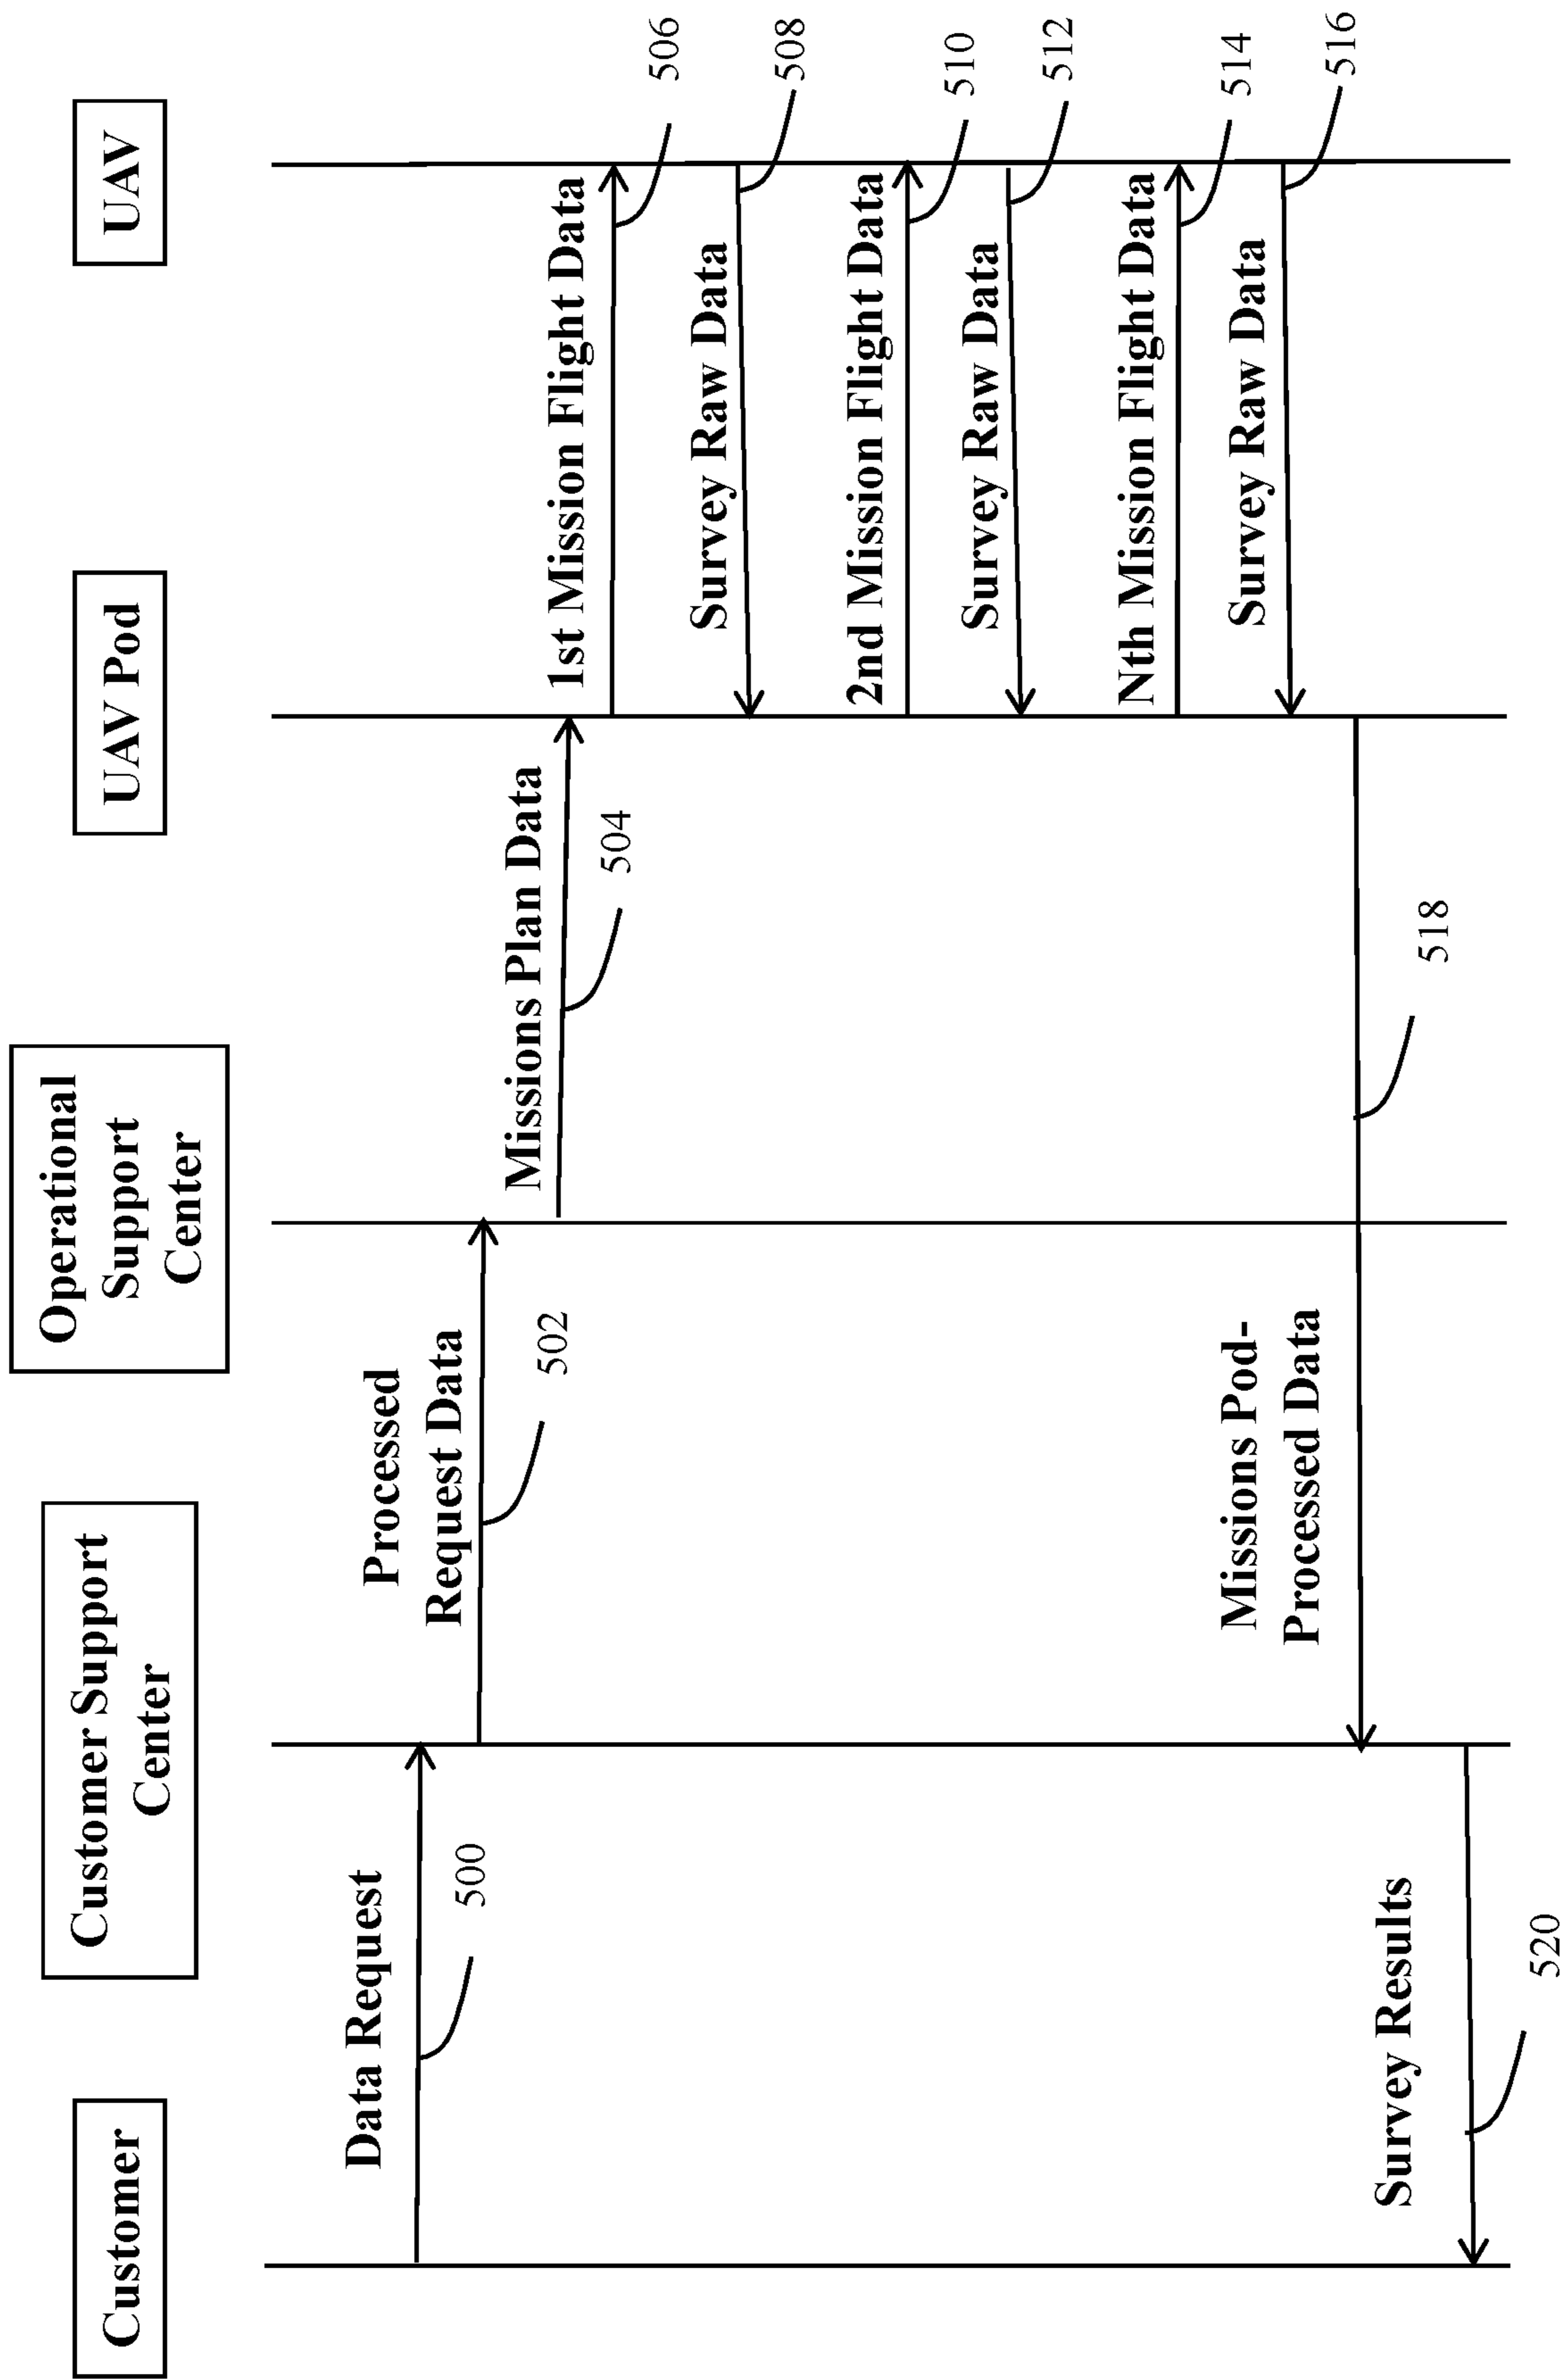 Customer
Customer Support
Center
Operational
Support
Center
UAV Pod
UAV
Data Request
500
Processed
Request Data
502
Missions Plan Data
504
1st Mission Flight Data
506
Survey Raw Data
508
2nd Mission Flight Data
510
Survey Raw Data
512
Nth Mission Flight Data
514
Survey Raw Data
516
Missions Pod-
Processed Data
518
Survey Results
520